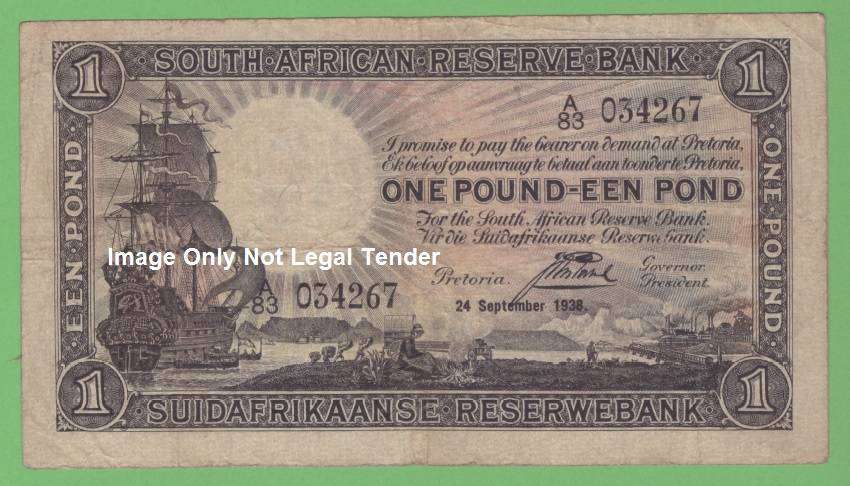 1 SOUTH·AFRICAN·RESERVE·BANK 1
A/83 034267
I promise to pay the bearer on demand at Pretoria.
Ek beloof op aanvraag te betaal aan toonder te Pretoria.
ONE POUND-EEN POND
For the South African Reserve Bank.
Vir die Suidafrikaanse Reserwebank.
Image Only Not Legal Tender
Pretoria. Governor
President.
24 September 1938.
A/83 034267
·EEN POND·
·ONE POUND·
1 SUIDAFRIKAANSE·RESERWEBANK 1